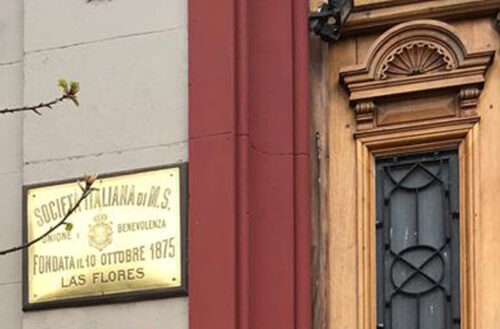 SOCIETÀ ITALIANA DI M.S.
UNIONE E BENEVOLENZA
FONDATA IL 10 OTTOBRE 1875
LAS FLORES